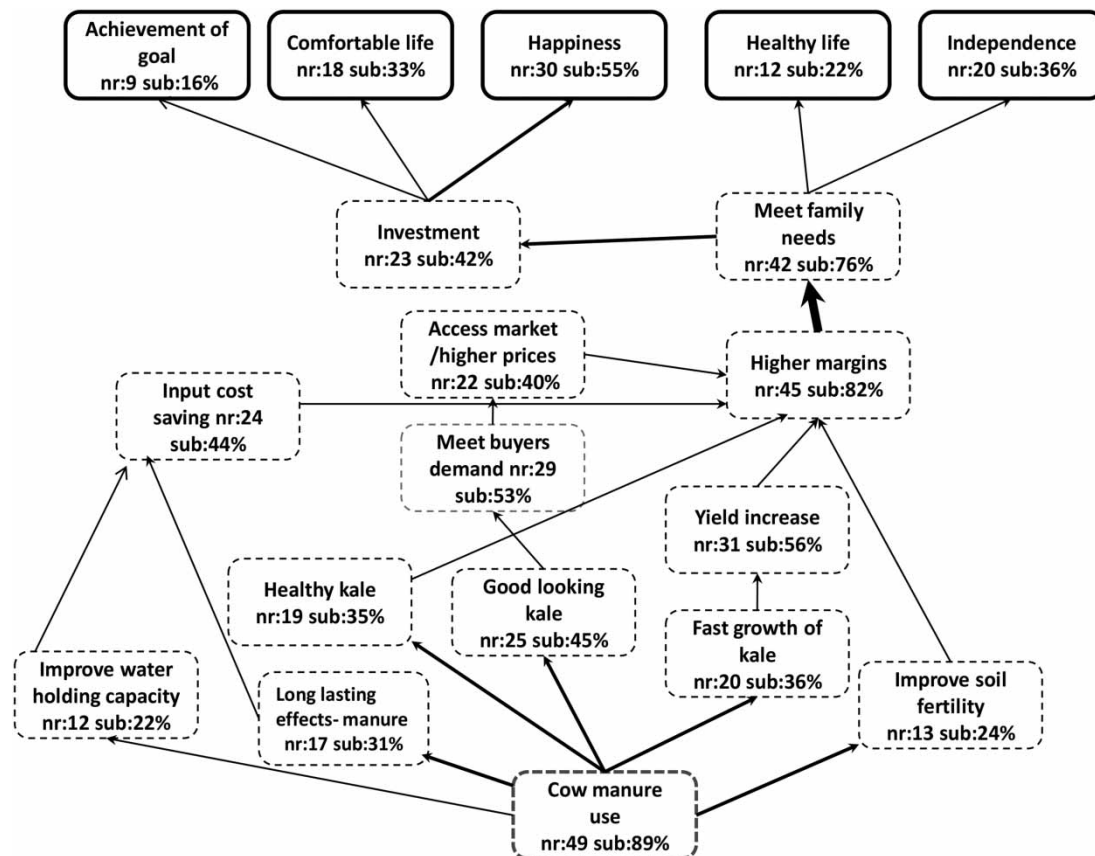 Achievement of
goal
nr:9 sub:16%
Comfortable life
nr:18 sub:33%
Happiness
nr:30 sub:55%
Healthy life
nr:12 sub:22%
Independence
nr:20 sub:36%
Investment
nr:23 sub:42%
Meet family
needs
nr:42 sub:76%
Access market
/higher prices
nr:22 sub:40%
Higher margins
nr:45 sub:82%
Input cost
saving nr:24
sub:44%
Meet buyers
demand nr:29
sub:53%
Yield increase
nr:31 sub:56%
Healthy kale
nr:19 sub:35%
Good looking
kale
nr:25 sub:45%
Fast growth of
kale
nr:20 sub:36%
Improve water
holding capacity
nr:12 sub:22%
Long lasting
effects- manure
nr:17 sub:31%
Improve soil
fertility
nr:13 sub:24%
Cow manure
use
nr:49 sub:89%